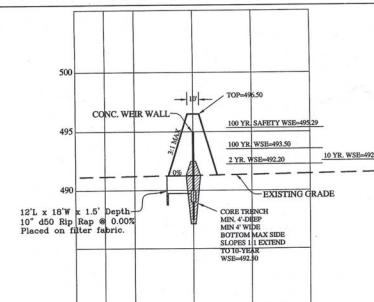 500
10'
TOP=496.50
CONC. WEIR WALL
100 YR. SAFETY WSE=495.29
495
3:1 MAX
100 YR. WSE=493.50
2 YR. WSE=492.20
10 YR. WSE=492
0%
490
EXISTING GRADE
12'L x 18'W x 1.5' Depth
10" d50 Rip Rap @ 0.00%
Placed on filter fabric.
CORE TRENCH
MIN. 4'-DEEP
MIN 4' WIDE
BOTTOM MAX SIDE
SLOPES 1:1 EXTEND
TO 10-YEAR
WSE=492.50